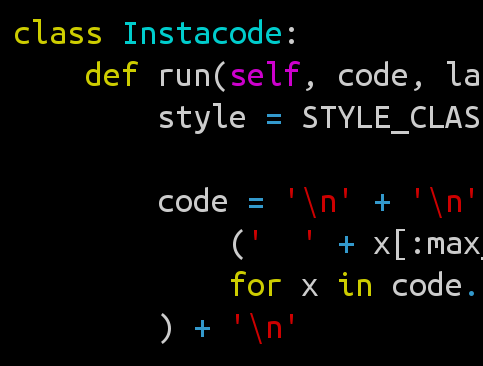 class Instacode:
    def run(self, code, la
        style = STYLE_CLAS
        code = '\n' + '\n'
            ('  ' + x[:max_
            for x in code.
        ) + '\n'